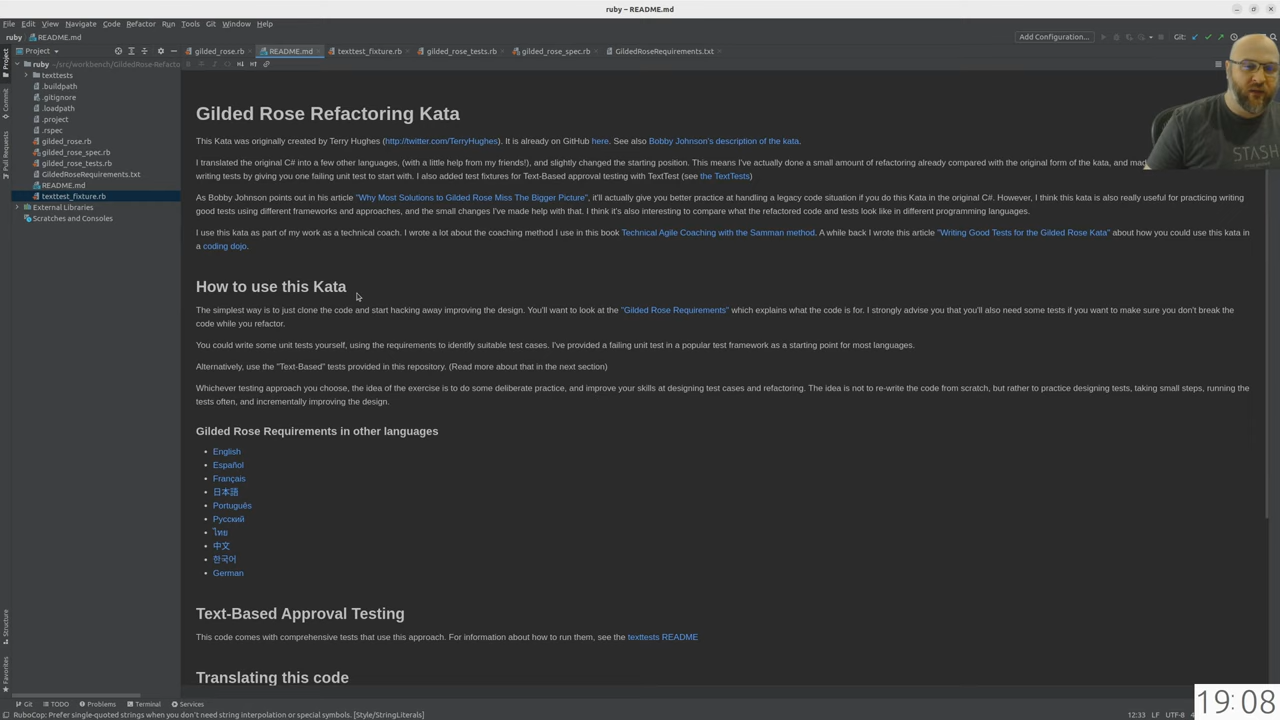 ruby – README.md
File Edit View Navigate Code Refactor Run Tools Git Window Help
ruby README.md
Add Configuration...
Git:
Project
gilded_rose.rb README.md texttest_fixture.rb gilded_rose_tests.rb gilded_rose_spec.rb GildedRoseRequirements.txt
ruby ~/src/workbench/GildedRose-Refacto
texttests
.buildpath
.gitignore
.loadpath
.project
.rspec
gilded_rose.rb
gilded_rose_spec.rb
gilded_rose_tests.rb
GildedRoseRequirements.txt
README.md
texttest_fixture.rb
External Libraries
Scratches and Consoles
Project
Commit
Pull Requests
Structure
Favorites
Gilded Rose Refactoring Kata
This Kata was originally created by Terry Hughes (http://twitter.com/TerryHughes). It is already on GitHub here. See also Bobby Johnson's description of the kata.
I translated the original C# into a few other languages, (with a little help from my friends!), and slightly changed the starting position. This means I've actually done a small amount of refactoring already compared with the original form of the kata, and mad
writing tests by giving you one failing unit test to start with. I also added test fixtures for Text-Based approval testing with TextTest (see the TextTests)
As Bobby Johnson points out in his article "Why Most Solutions to Gilded Rose Miss The Bigger Picture", it'll actually give you better practice at handling a legacy code situation if you do this Kata in the original C#. However, I think this kata is also really useful for practicing writing
good tests using different frameworks and approaches, and the small changes I've made help with that. I think it's also interesting to compare what the refactored code and tests look like in different programming languages.
I use this kata as part of my work as a technical coach. I wrote a lot about the coaching method I use in this book Technical Agile Coaching with the Samman method. A while back I wrote this article "Writing Good Tests for the Gilded Rose Kata" about how you could use this kata in
a coding dojo.
How to use this Kata
The simplest way is to just clone the code and start hacking away improving the design. You'll want to look at the "Gilded Rose Requirements" which explains what the code is for. I strongly advise you that you'll also need some tests if you want to make sure you don't break the
code while you refactor.
You could write some unit tests yourself, using the requirements to identify suitable test cases. I've provided a failing unit test in a popular test framework as a starting point for most languages.
Alternatively, use the "Text-Based" tests provided in this repository. (Read more about that in the next section)
Whichever testing approach you choose, the idea of the exercise is to do some deliberate practice, and improve your skills at designing test cases and refactoring. The idea is not to re-write the code from scratch, but rather to practice designing tests, taking small steps, running the
tests often, and incrementally improving the design.
Gilded Rose Requirements in other languages
English
Español
Français
日本語
Português
Русский
ไทย
中文
한국어
German
Text-Based Approval Testing
This code comes with comprehensive tests that use this approach. For information about how to run them, see the texttests README
Translating this code
STASH
Git TODO Problems Terminal Services
RuboCop: Prefer single-quoted strings when you don't need string interpolation or special symbols. [Style/StringLiterals]
12:33 LF UTF-8
19:08